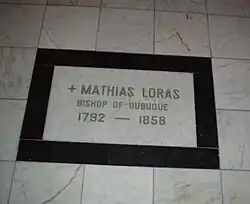 + MATHIAS LORAS
BISHOP OF DUBUQUE
1792 — 1858